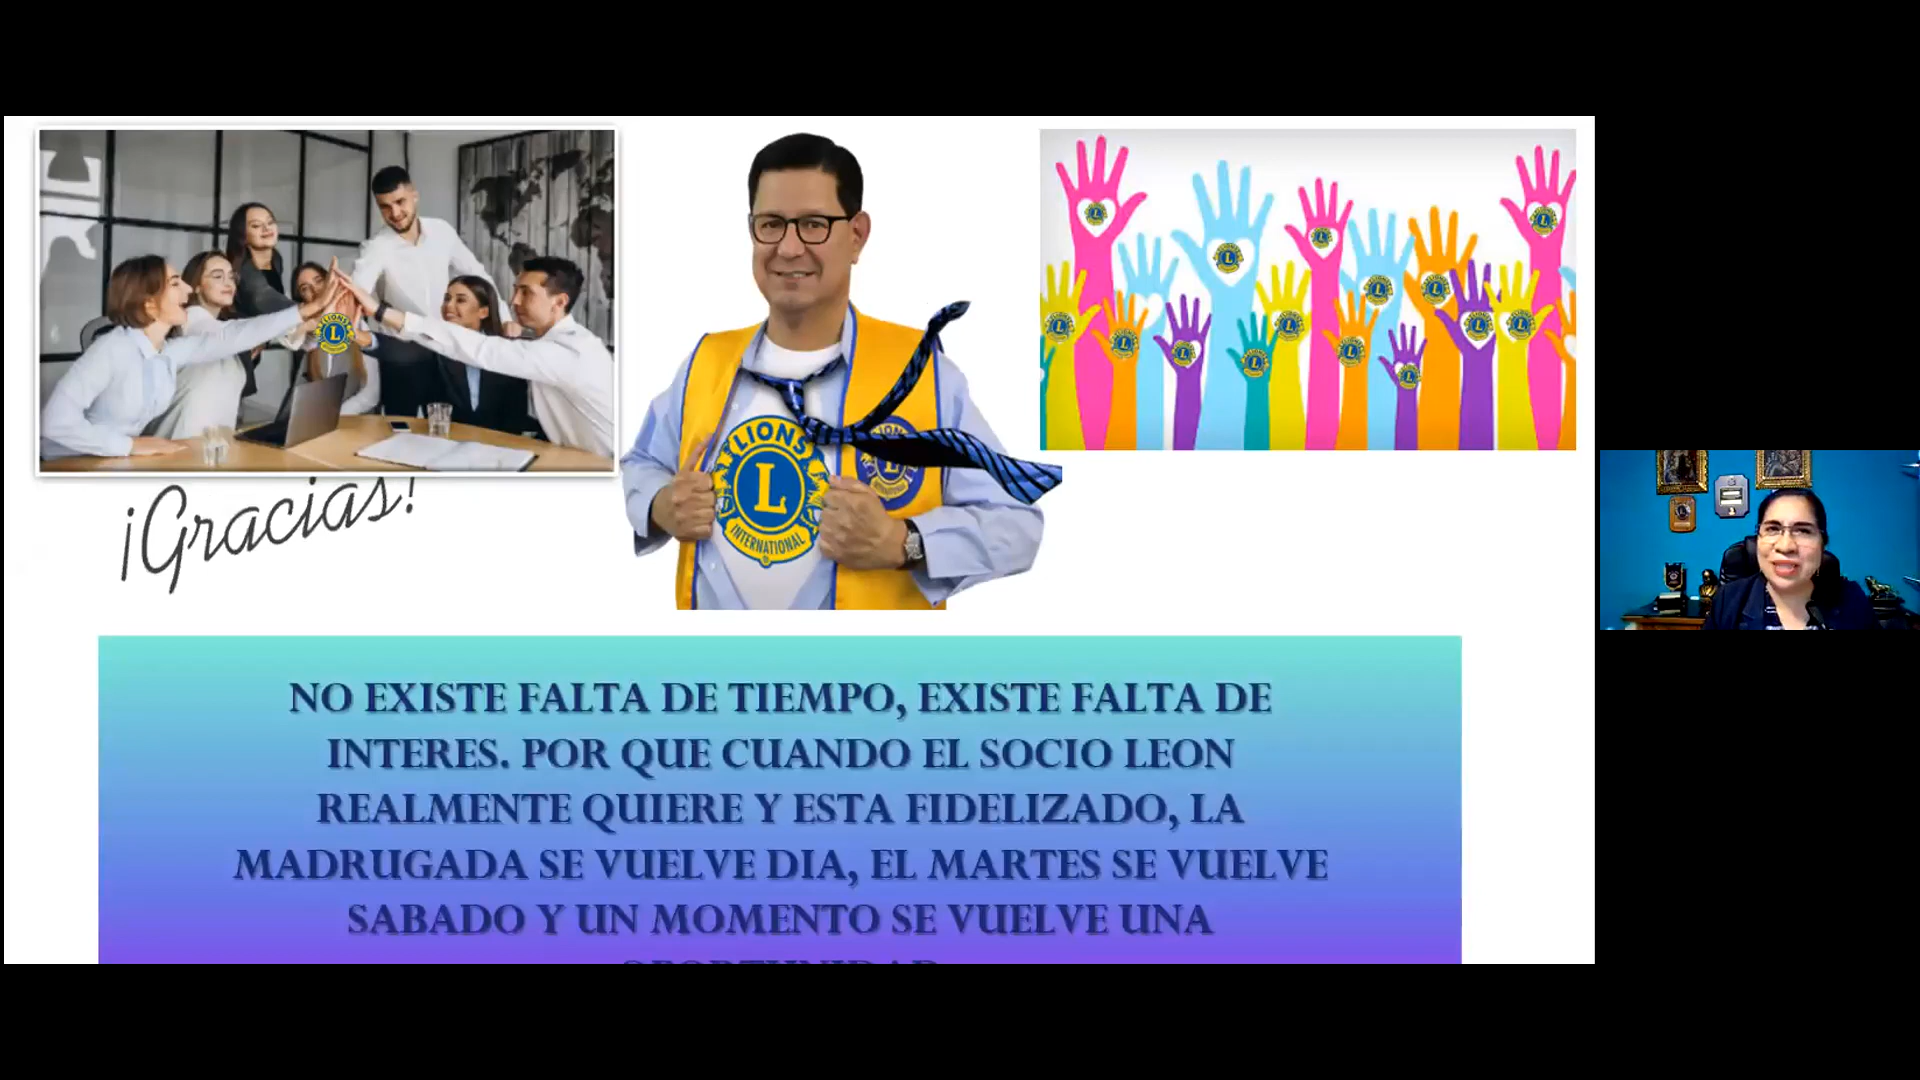 ¡Gracias!
LIONS
L
INTERNATIONAL
NO EXISTE FALTA DE TIEMPO, EXISTE FALTA DE
INTERES. POR QUE CUANDO EL SOCIO LEON
REALMENTE QUIERE Y ESTA FIDELIZADO, LA
MADRUGADA SE VUELVE DIA, EL MARTES SE VUELVE
SABADO Y UN MOMENTO SE VUELVE UNA
OPORTUNIDAD